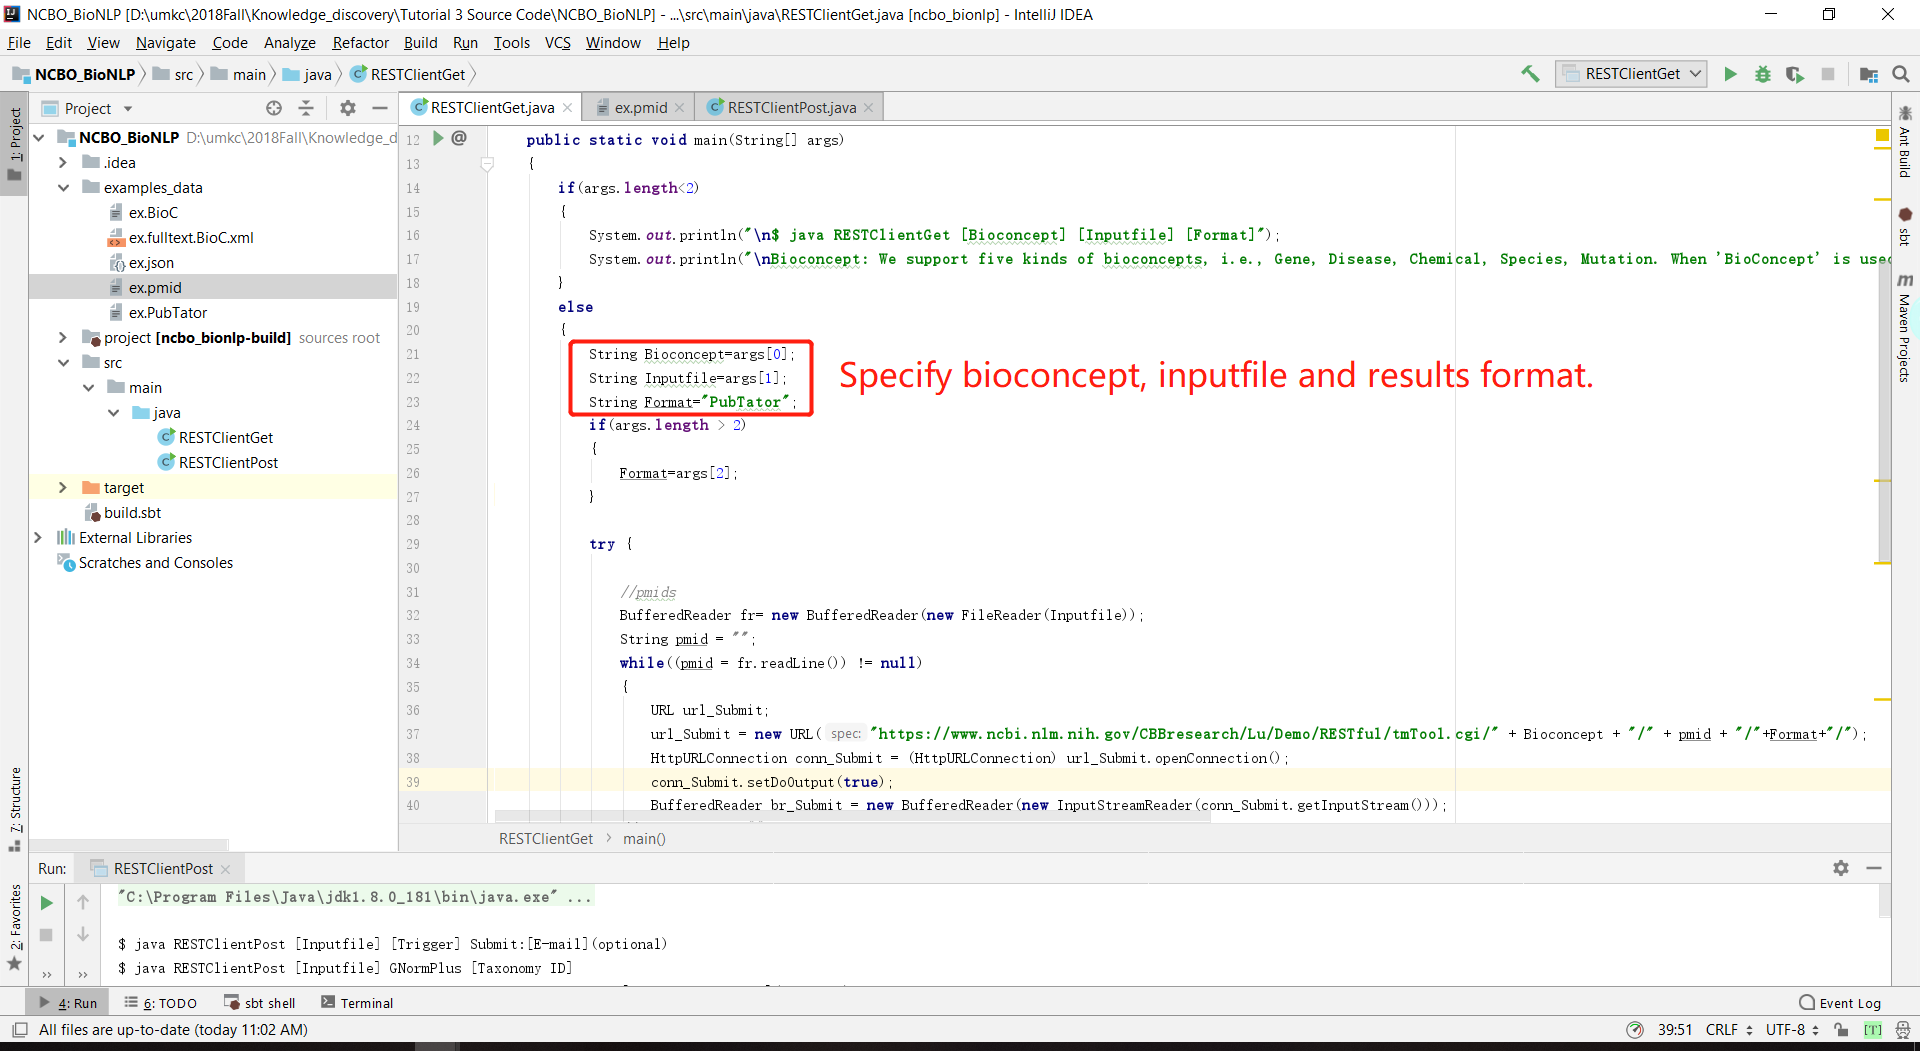 NCBO_BioNLP [D:\umkc\2018Fall\Knowledge_discovery\Tutorial 3 Source Code\NCBO_BioNLP] - ...\src\main\java\RESTClientGet.java [ncbo_bionlp] - IntelliJ IDEA
File Edit View Navigate Code Analyze Refactor Build Run Tools VCS Window Help
NCBO_BioNLP src main java RESTClientGet
RESTClientGet
1: Project
7: Structure
2: Favorites
Project
NCBO_BioNLP D:\umkc\2018Fall\Knowledge_d
.idea
examples_data
ex.BioC
ex.fulltext.BioC.xml
ex.json
ex.pmid
ex.PubTator
project [ncbo_bionlp-build] sources root
src
main
java
RESTClientGet
RESTClientPost
target
build.sbt
External Libraries
Scratches and Consoles
RESTClientGet.java ex.pmid RESTClientPost.java
12 public static void main(String[] args)
13 {
14 if(args.length<2)
15 {
16 System.out.println("\n$ java RESTClientGet [Bioconcept] [Inputfile] [Format]");
17 System.out.println("\nBioconcept: We support five kinds of bioconcepts, i.e., Gene, Disease, Chemical, Species, Mutation. When 'BioConcept' is used
18 }
19 else
20 {
21 String Bioconcept=args[0];
22 String Inputfile=args[1];
23 String Format="PubTator";
Specify bioconcept, inputfile and results format.
24 if(args.length > 2)
25 {
26 Format=args[2];
27 }
28
29 try {
30
31 //pmids
32 BufferedReader fr= new BufferedReader(new FileReader(Inputfile));
33 String pmid = "";
34 while((pmid = fr.readLine()) != null)
35 {
36 URL url_Submit;
37 url_Submit = new URL( spec: "https://www.ncbi.nlm.nih.gov/CBBresearch/Lu/Demo/RESTful/tmTool.cgi/" + Bioconcept + "/" + pmid + "/"+Format+"/");
38 HttpURLConnection conn_Submit = (HttpURLConnection) url_Submit.openConnection();
39 conn_Submit.setDoOutput(true);
40 BufferedReader br_Submit = new BufferedReader(new InputStreamReader(conn_Submit.getInputStream()));
RESTClientGet main()
Ant Build
sbt
Maven Projects
Run: RESTClientPost
"C:\Program Files\Java\jdk1.8.0_181\bin\java.exe" ...
$ java RESTClientPost [Inputfile] [Trigger] Submit:[E-mail](optional)
$ java RESTClientPost [Inputfile] GNormPlus [Taxonomy ID]
4: Run 6: TODO sbt shell Terminal Event Log
All files are up-to-date (today 11:02 AM) 39:51 CRLF UTF-8 [T]